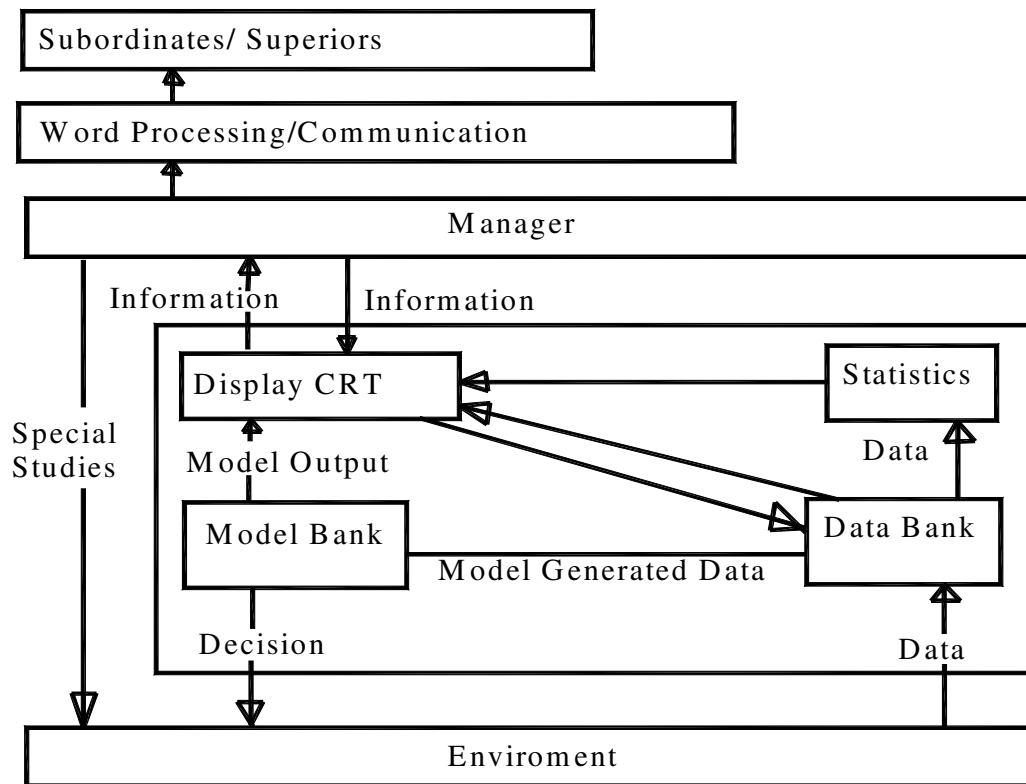 Subordinates/ Superiors
Word Processing/Communication
Manager
Information
Information
Display CRT
Statistics
Special
Studies
Model Output
Data
Model Bank
Data Bank
Model Generated Data
Decision
Data
Enviroment